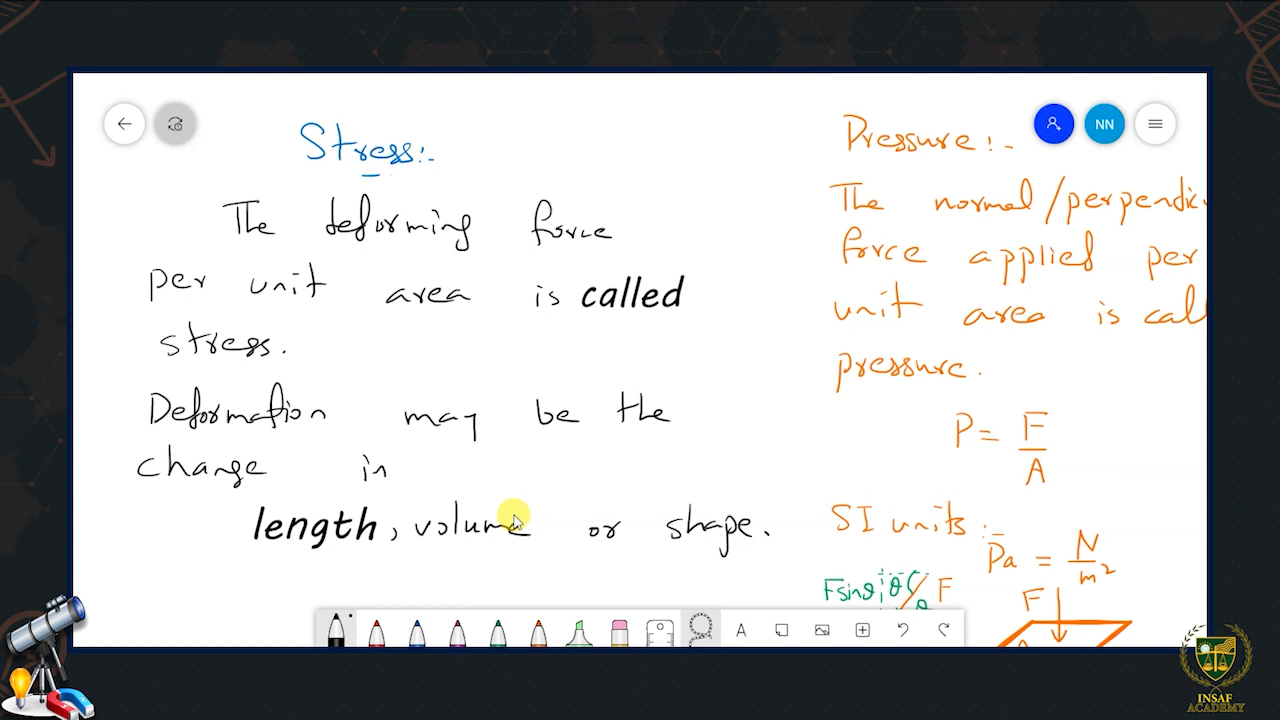 Stress:-
The deforming force
per unit area is called
stress.
Deformation may be the
change in
length, volume or shape.
NN
Pressure:-
The normal/perpendic
force applied per
unit area is call
pressure.
P = F/A
SI units:-
Pa = N/m²
F sinθ θ F
F
A
INSAF
ACADEMY